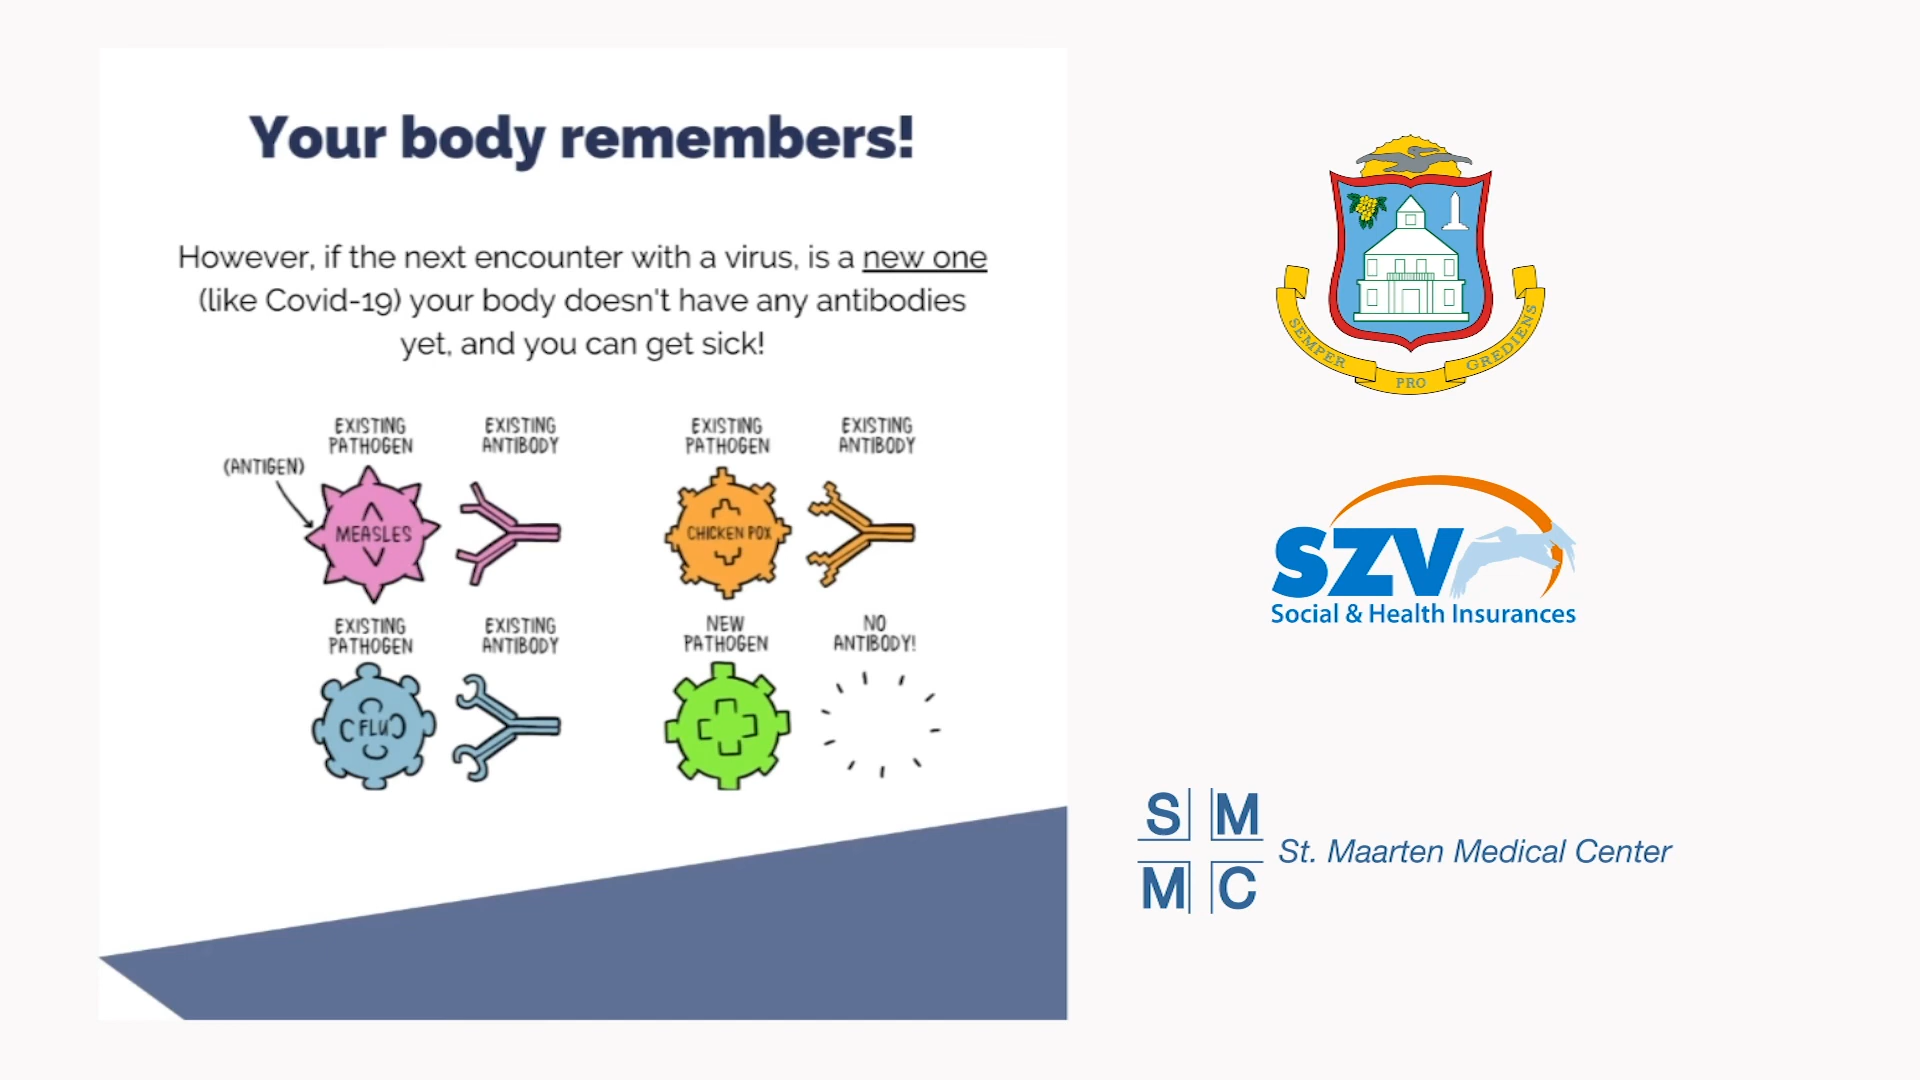 Your body remembers!
However, if the next encounter with a virus, is a new one
(like Covid-19) your body doesn't have any antibodies
yet, and you can get sick!
EXISTING
PATHOGEN
EXISTING
ANTIBODY
EXISTING
PATHOGEN
EXISTING
ANTIBODY
(ANTIGEN)
MEASLES
CHICKEN POX
EXISTING
PATHOGEN
EXISTING
ANTIBODY
NEW
PATHOGEN
NO
ANTIBODY!
FLU
SEMPER PRO GREDIENS
SZV
Social & Health Insurances
S M
M C
St. Maarten Medical Center